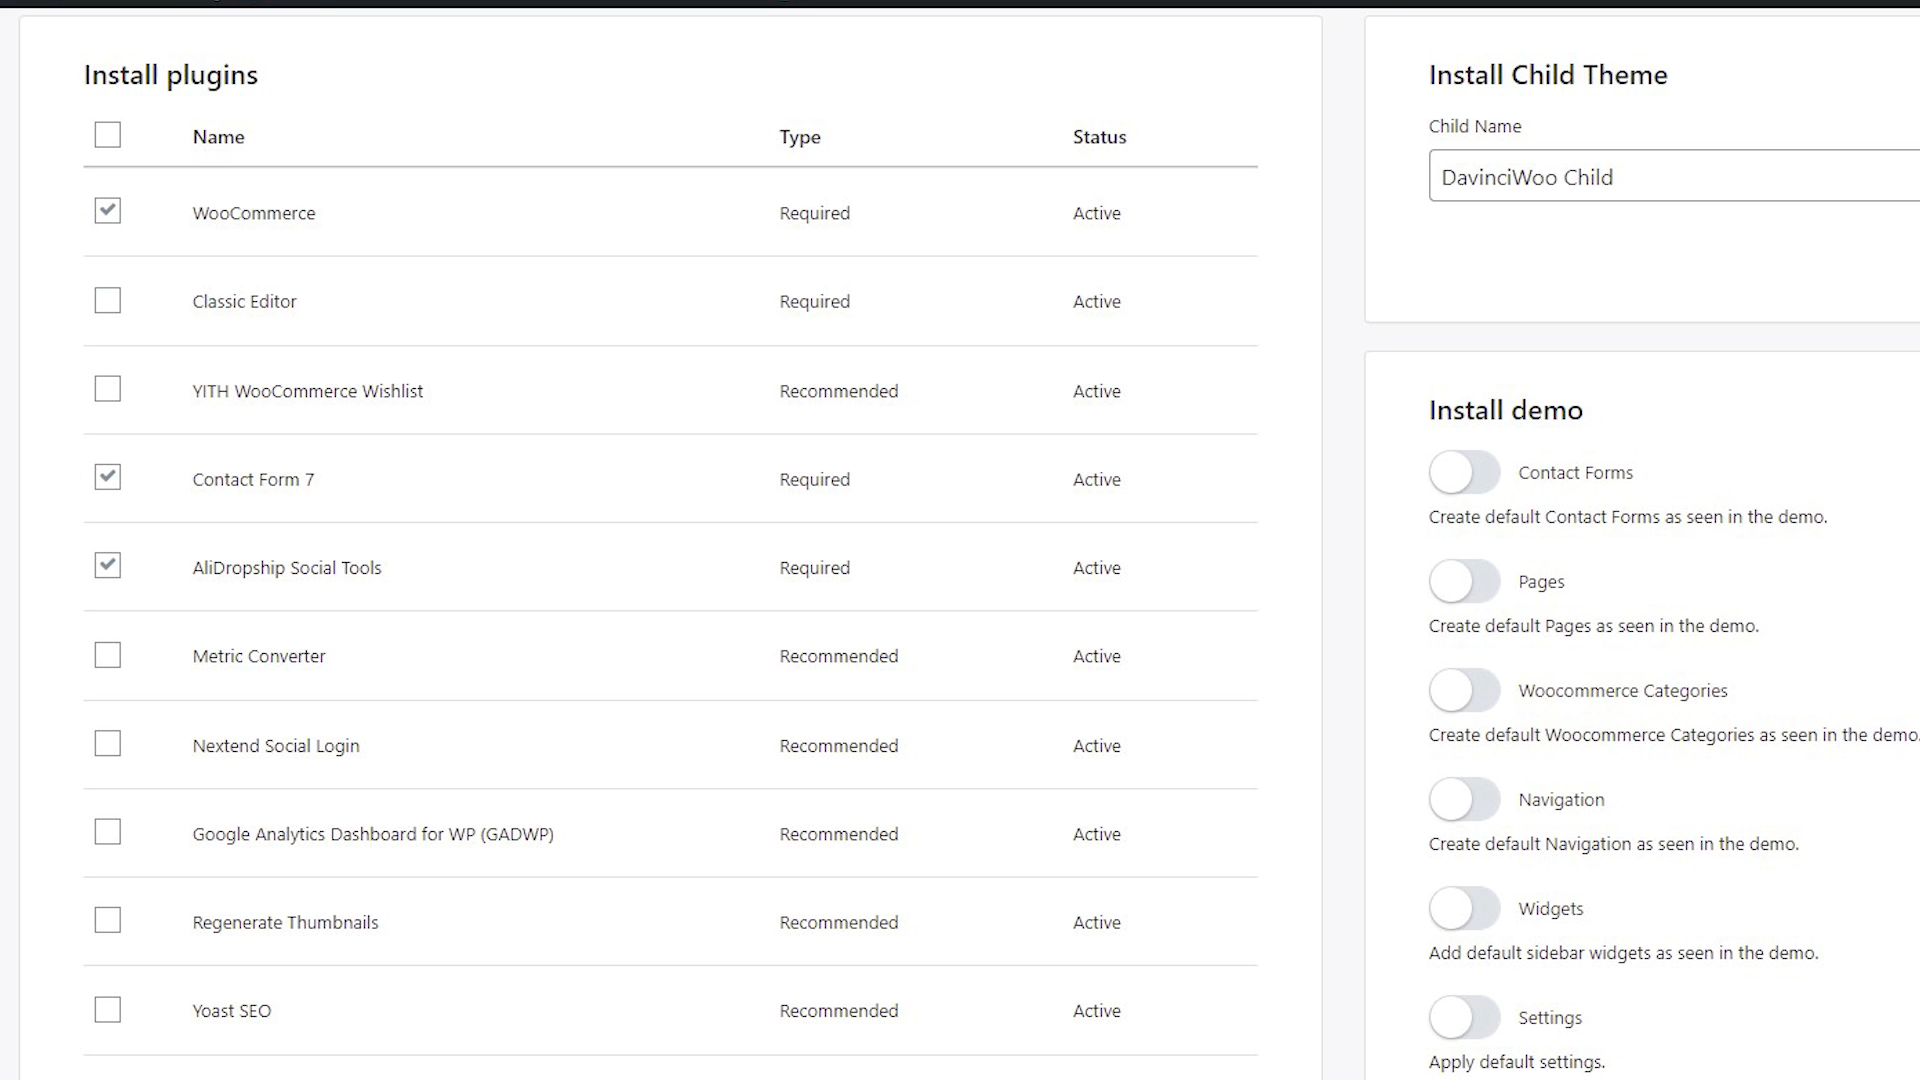 Install plugins
Name Type Status
WooCommerce Required Active
Classic Editor Required Active
YITH WooCommerce Wishlist Recommended Active
Contact Form 7 Required Active
AliDropship Social Tools Required Active
Metric Converter Recommended Active
Nextend Social Login Recommended Active
Google Analytics Dashboard for WP (GADWP) Recommended Active
Regenerate Thumbnails Recommended Active
Yoast SEO Recommended Active
Install Child Theme
Child Name
DavinciWoo Child
Install demo
Contact Forms
Create default Contact Forms as seen in the demo.
Pages
Create default Pages as seen in the demo.
Woocommerce Categories
Create default Woocommerce Categories as seen in the demo.
Navigation
Create default Navigation as seen in the demo.
Widgets
Add default sidebar widgets as seen in the demo.
Settings
Apply default settings.